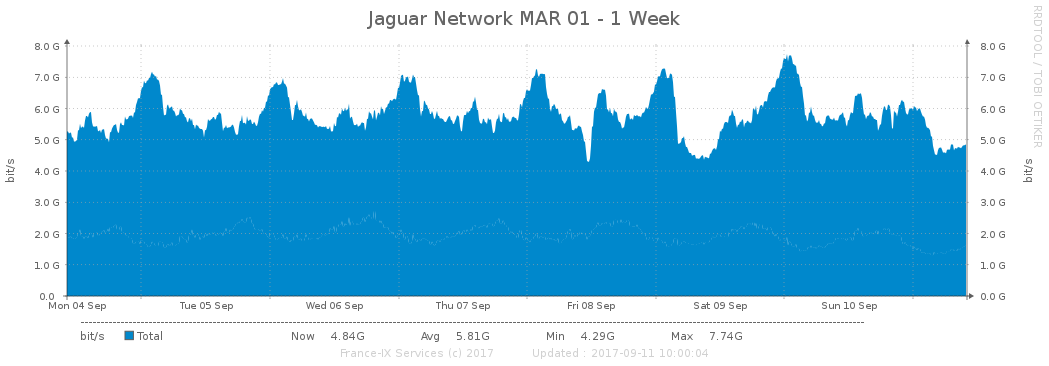 Jaguar Network MAR 01 - 1 Week
RRDTOOL / TOBI OETIKER
8.0 G 8.0 G
7.0 G 7.0 G
6.0 G 6.0 G
5.0 G 5.0 G
4.0 G 4.0 G
3.0 G 3.0 G
2.0 G 2.0 G
1.0 G 1.0 G
0.0 0.0 G
bit/s bit/s
Mon 04 Sep Tue 05 Sep Wed 06 Sep Thu 07 Sep Fri 08 Sep Sat 09 Sep Sun 10 Sep
bit/s Total Now 4.84G Avg 5.81G Min 4.29G Max 7.74G
France-IX Services (c) 2017 Updated : 2017-09-11 10:00:04